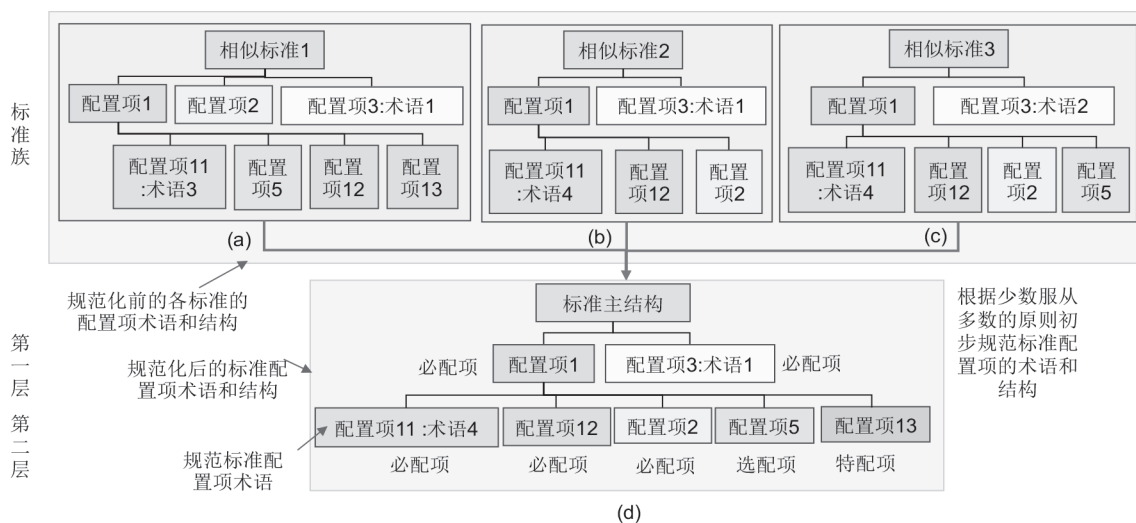 相似标准1
配置项1
配置项2
配置项3:术语1
配置项11
:术语3
配置
项5
配置
项12
配置
项13
(a)
相似标准2
配置项1
配置项3:术语1
配置项11
:术语4
配置
项12
配置
项2
(b)
相似标准3
配置项1
配置项3:术语2
配置项11
:术语4
配置
项12
配置
项2
配置
项5
(c)
标
准
族
规范化前的各标准的
配置项术语和结构
标准主结构
根据少数服从
多数的原则初
步规范标准配
置项的术语和
结构
第
一
层
规范化后的标准配
置项术语和结构
必配项
配置项1
配置项3:术语1
必配项
第
二
层
配置项11 :术语4
配置项12
配置项2
配置项5
配置项13
规范标准配
置项术语
必配项
必配项
必配项
选配项
特配项
(d)